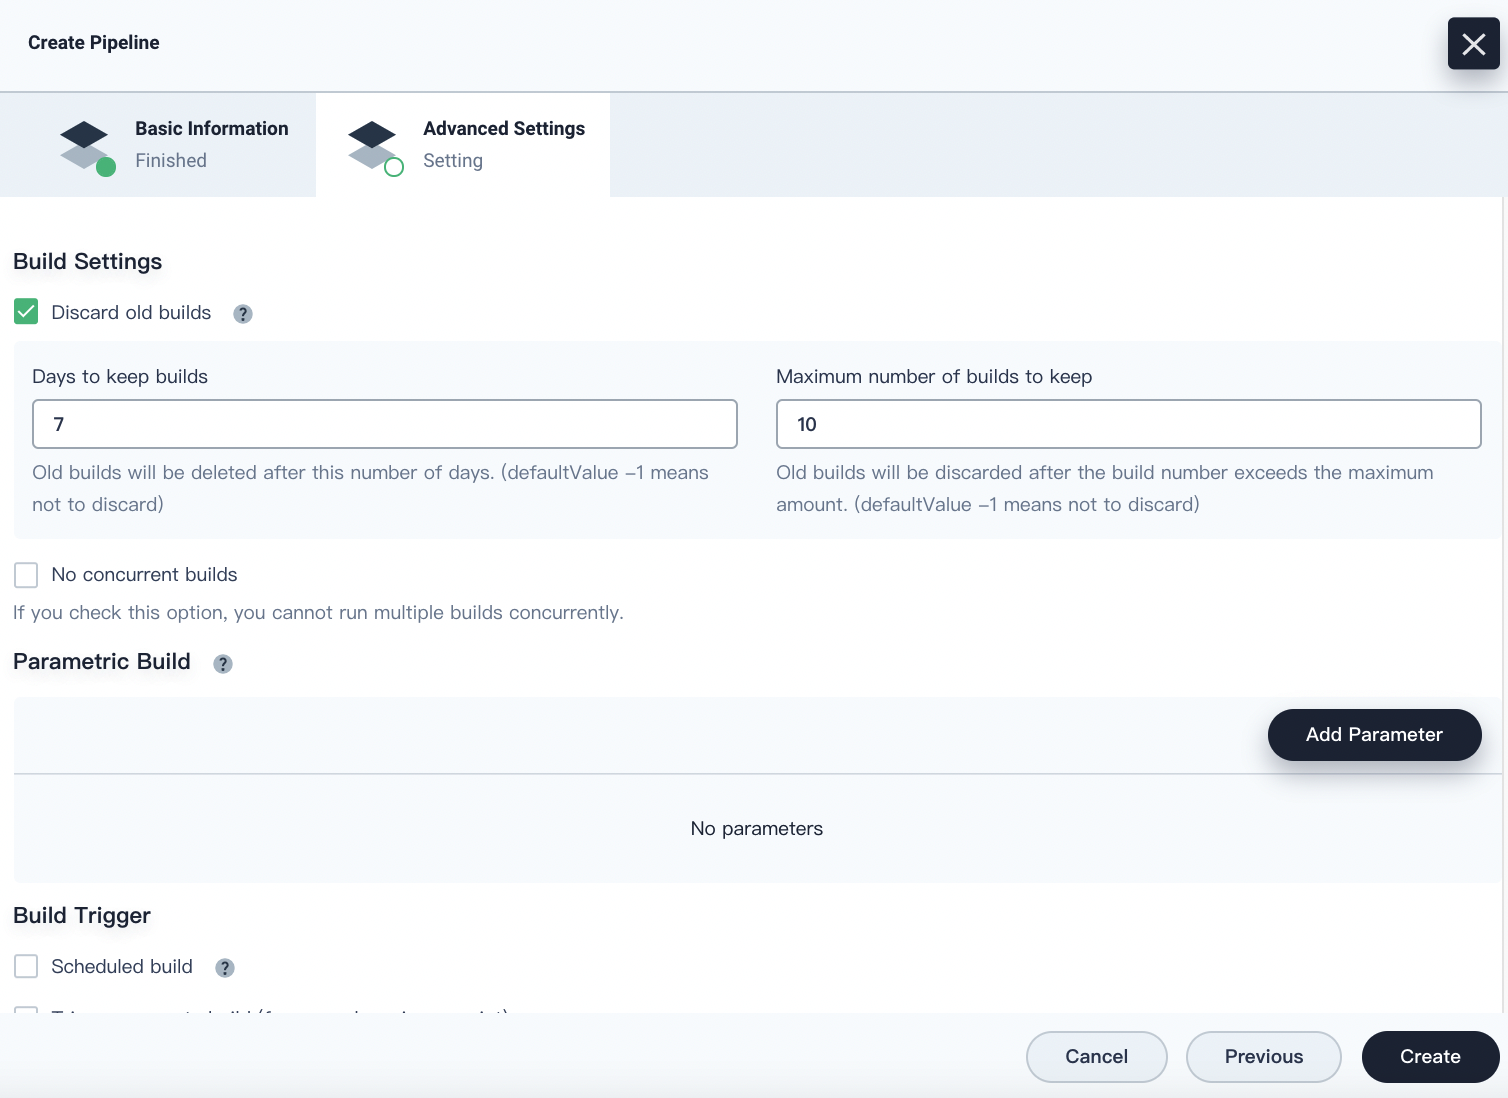 Create Pipeline
Basic Information
Finished
Advanced Settings
Setting
Build Settings
Discard old builds ?
Days to keep builds
7
Old builds will be deleted after this number of days. (defaultValue -1 means
not to discard)
Maximum number of builds to keep
10
Old builds will be discarded after the build number exceeds the maximum
amount. (defaultValue -1 means not to discard)
No concurrent builds
If you check this option, you cannot run multiple builds concurrently.
Parametric Build ?
Add Parameter
No parameters
Build Trigger
Scheduled build ?
Cancel
Previous
Create